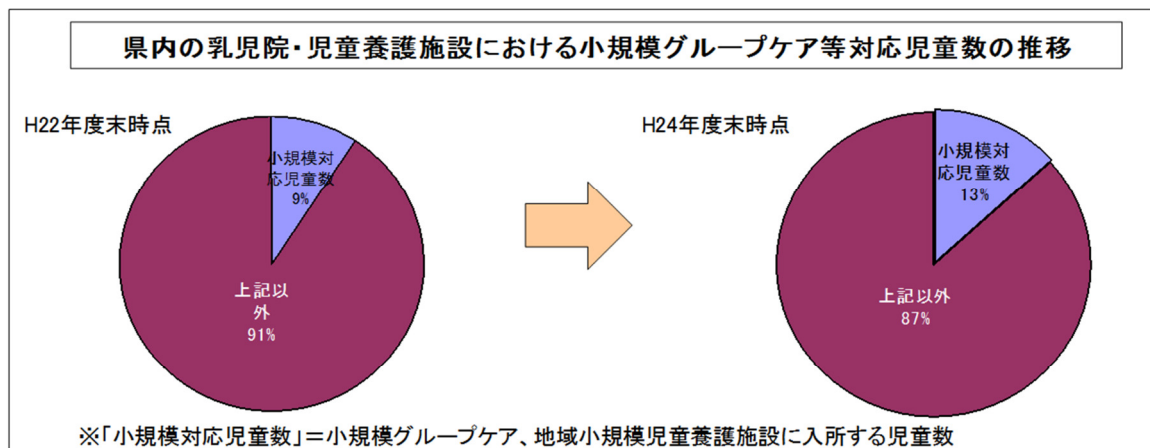 県内の乳児院・児童養護施設における小規模グループケア等対応児童数の推移
H22年度末時点
小規模対
応児童数
9%
上記以
外
91%
H24年度末時点
小規模対
応児童数
13%
上記以外
87%
※「小規模対応児童数」＝小規模グループケア、地域小規模児童養護施設に入所する児童数